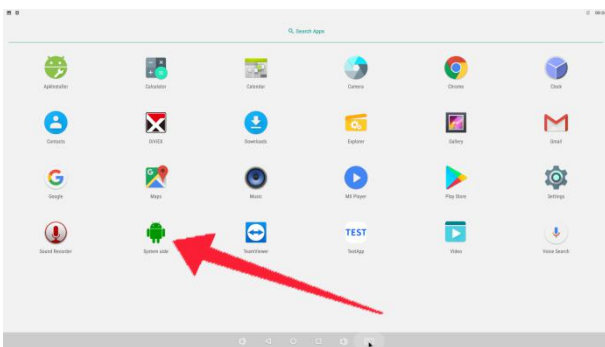 Search Apps
ApkInstaller
Calculator
Calendar
Camera
Chrome
Clock
Contacts
Downloads
Explorer
Gallery
Gmail
Google
Maps
Music
MX Player
Play Store
Settings
Sound Recorder
System side
TeamViewer
TEST
TestApp
Video
Voice Search